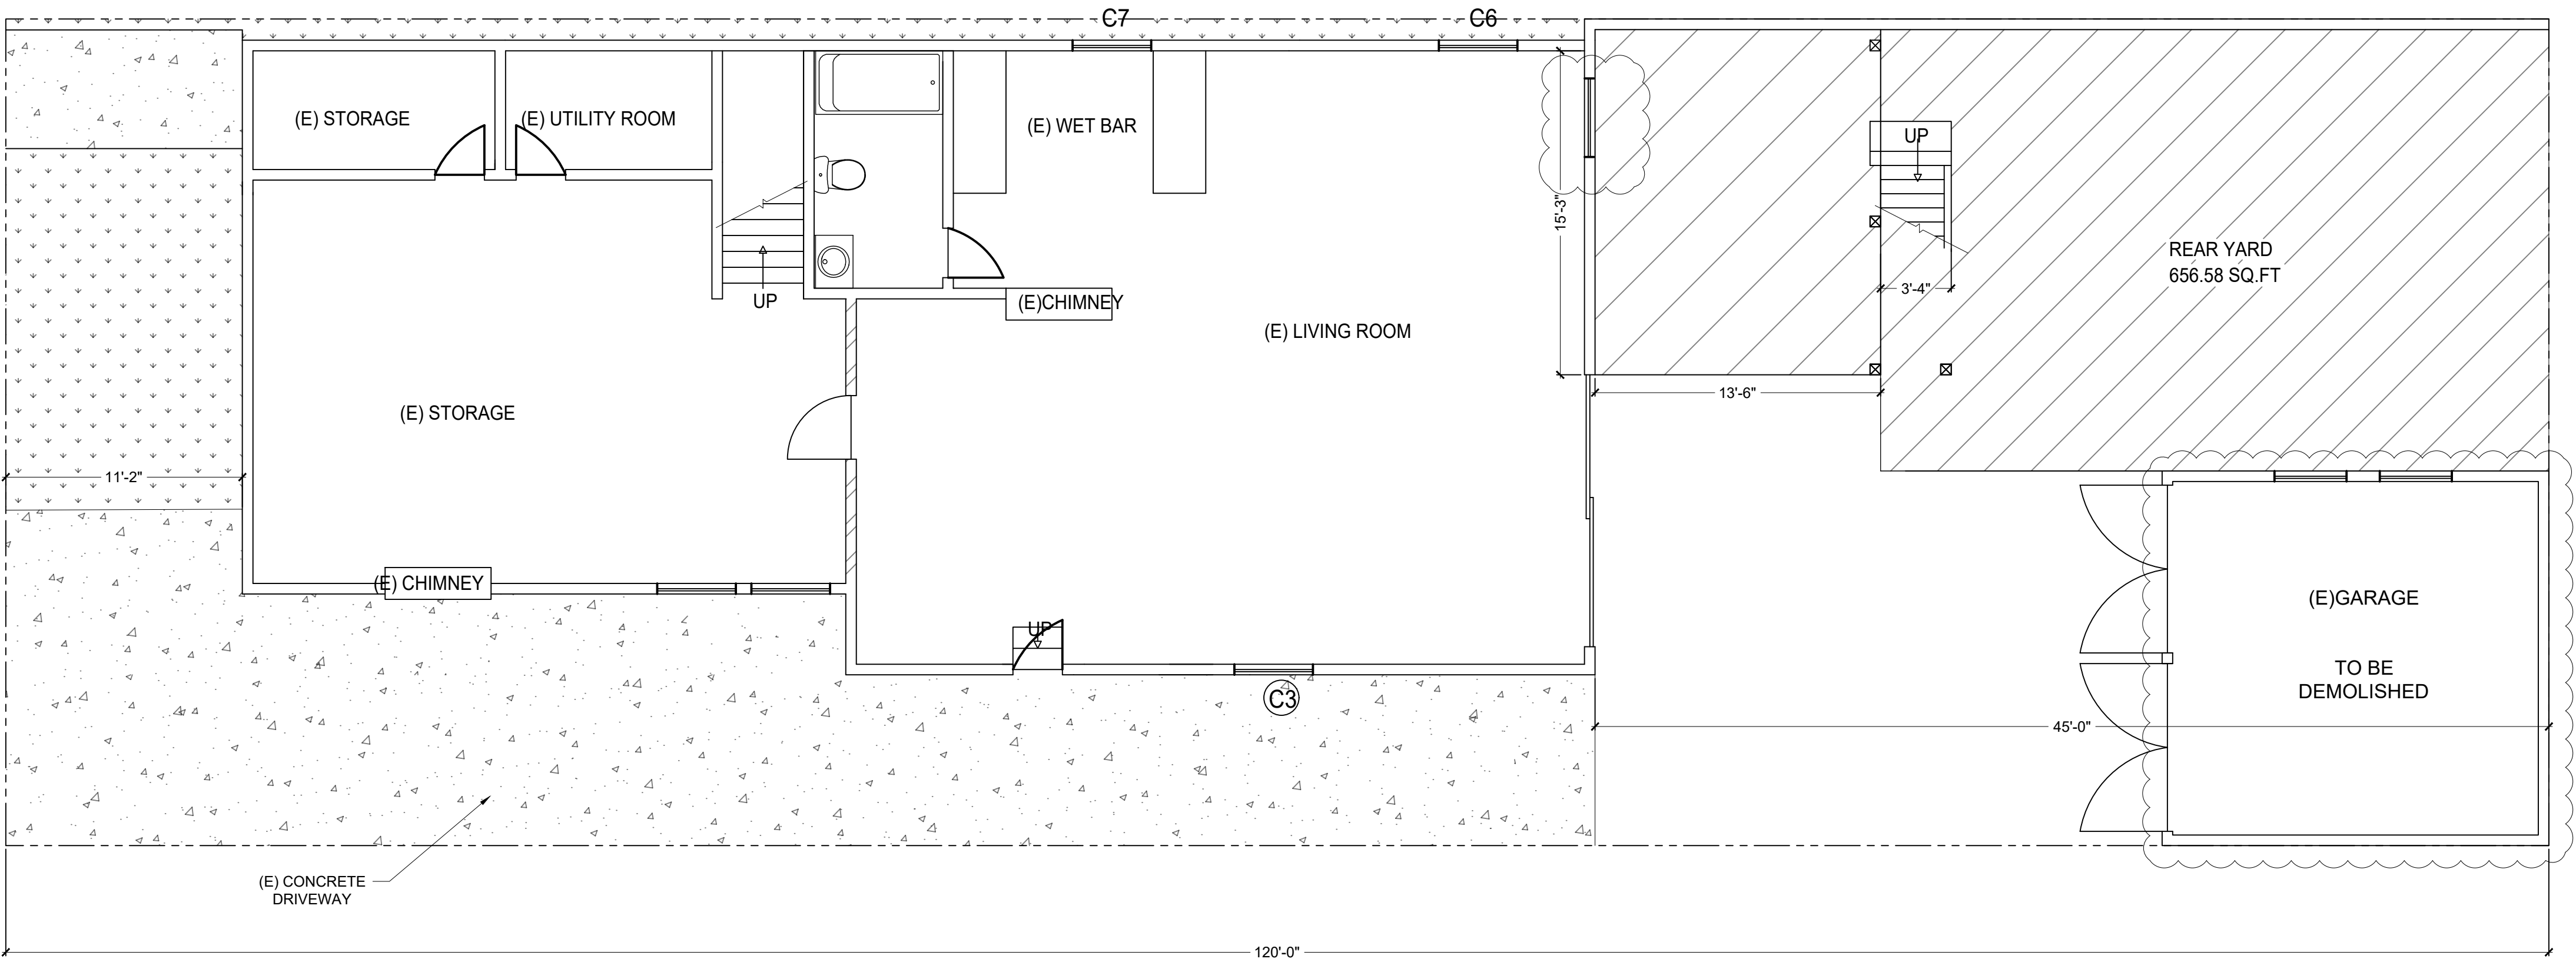 C7
C6
(E) STORAGE
(E) UTILITY ROOM
(E) WET BAR
UP
15'-3"
REAR YARD
656.58 SQ.FT
3'-4"
UP
(E)CHIMNEY
(E) LIVING ROOM
13'-6"
(E) STORAGE
11'-2"
(E) CHIMNEY
(E)GARAGE
UP
TO BE
DEMOLISHED
C3
45'-0"
(E) CONCRETE
DRIVEWAY
120'-0"